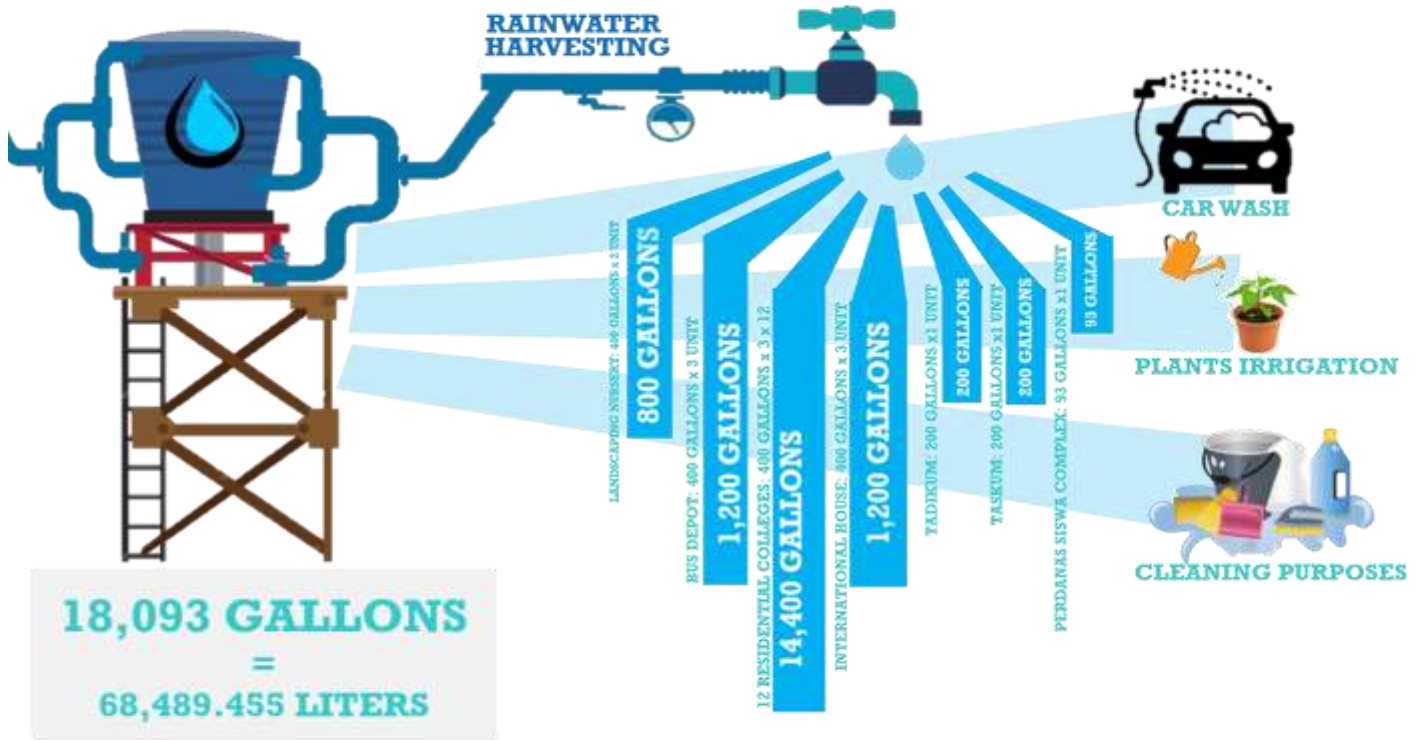 RAINWATER
HARVESTING
CAR WASH
PLANTS IRRIGATION
CLEANING PURPOSES
LANDSCAPING NURSERY: 400 GALLONS x 2 UNIT
800 GALLONS
BUS DEPOT: 400 GALLONS x 3 UNIT
1,200 GALLONS
12 RESIDENTIAL COLLEGES: 400 GALLONS x 3 x 12
14,400 GALLONS
INTERNATIONAL HOUSE: 400 GALLONS x 3 UNIT
1,200 GALLONS
TADIKUM: 200 GALLONS x1 UNIT
200 GALLONS
TASKUM: 200 GALLONS x1 UNIT
200 GALLONS
PERDANAS SISWA COMPLEX: 93 GALLONS x1 UNIT
93 GALLONS
18,093 GALLONS
=
68,489.455 LITERS